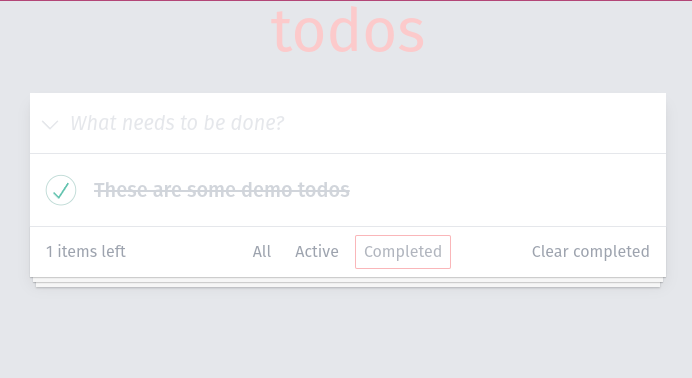 todos
What needs to be done?
These are some demo todos
1 items left All Active Completed Clear completed